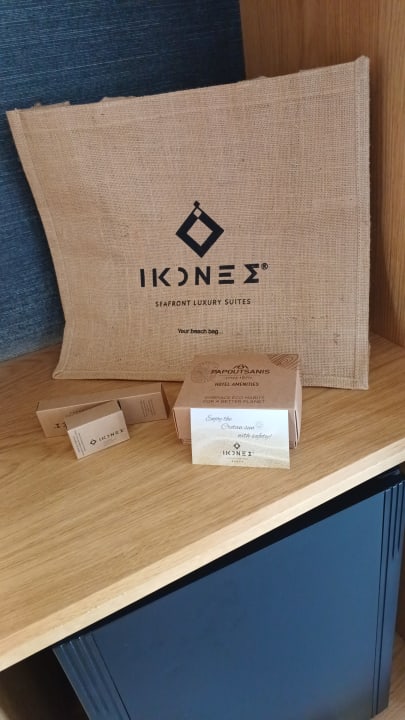 IKONEΣ®
SEAFRONT LUXURY SUITES
Your beach bag...
PAPOUTSANIS
HOTEL AMENITIES
EMBRACE ECO HABITS
FOR A BETTER PLANET
Enjoy the
Cretan sun
with safety!
IKONEΣ®
IKONEΣ